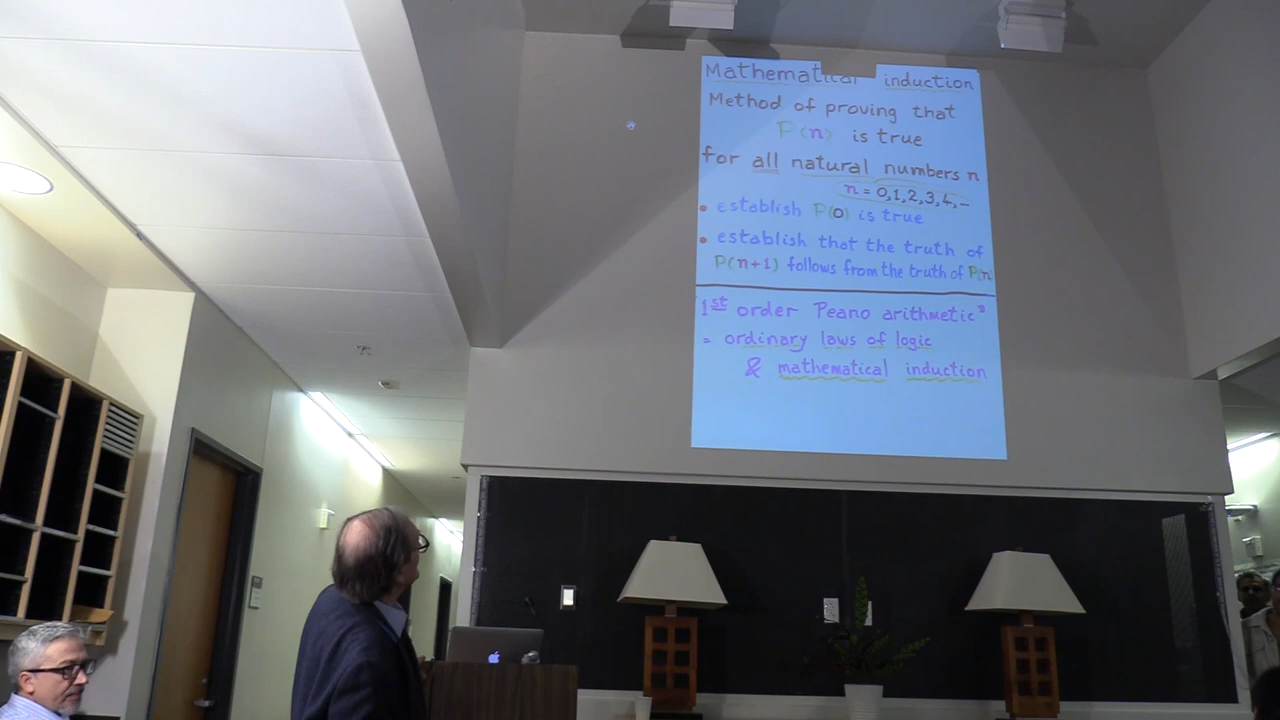 Mathematical induction
Method of proving that
P(n) is true
for all natural numbers n
n = 0,1,2,3,4,--
• establish P(0) is true
• establish that the truth of
P(n+1) follows from the truth of P(n
1st order Peano arithmetic"
= ordinary laws of logic
& mathematical induction